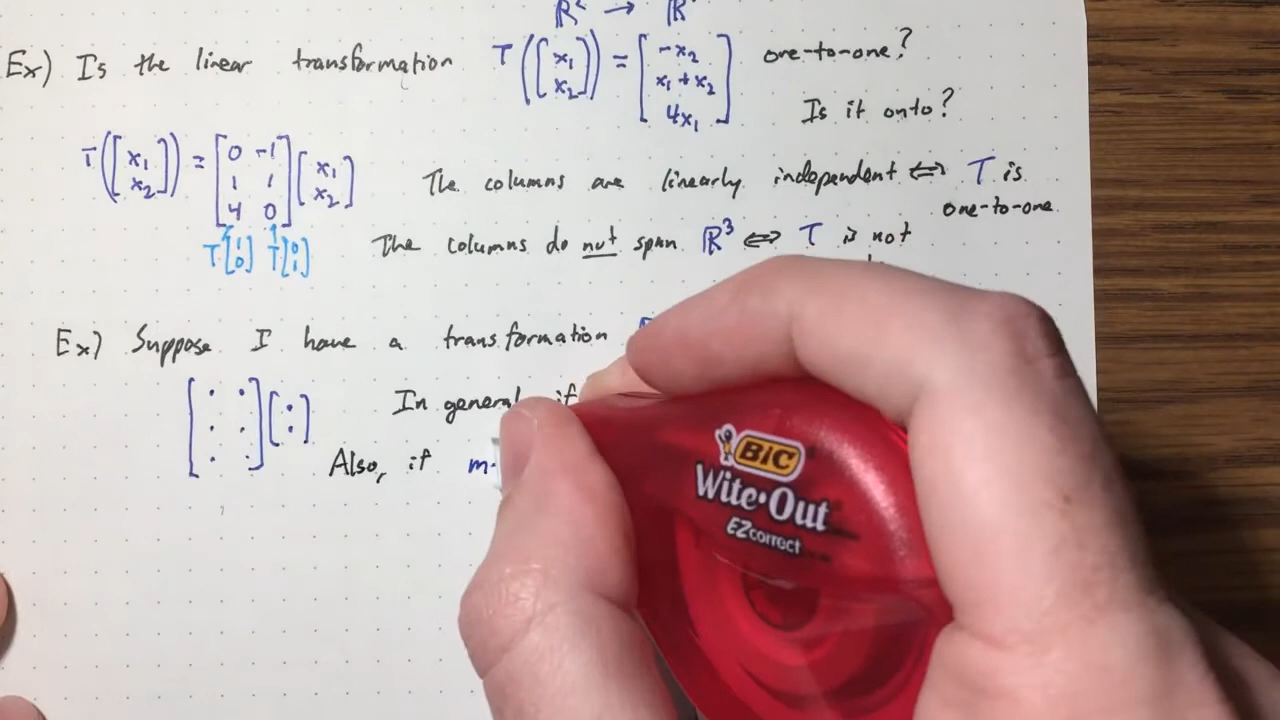 ℝ² → ℝ
Ex) Is the linear transformation T([x₁ x₂]) = [-x₂ x₁+x₂ 4x₁] one-to-one?
Is it onto?
T([x₁ x₂]) = [0 -1 1 1 4 0][x₁ x₂] The columns are linearly independent ⟺ T is
one-to-one.
T[1 0] T[0 1] The columns do not span ℝ³ ⟺ T is not
Ex) Suppose I have a transformation
[: :][:] In general if
Also, if m
BIC
Wite·Out
EZcorrect